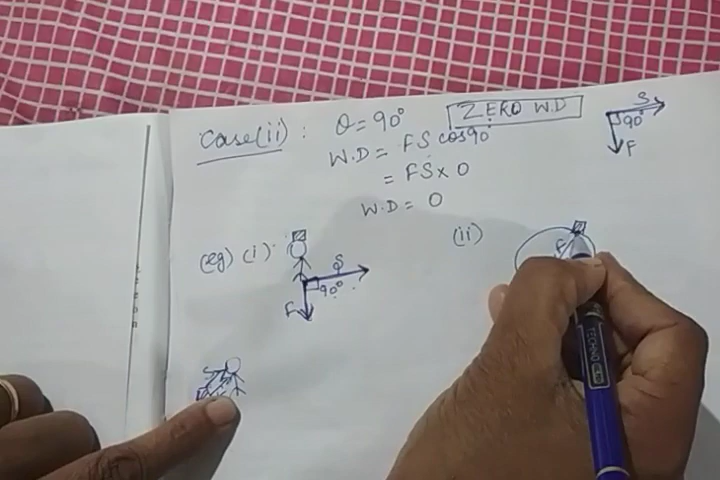 Case(ii) : θ = 90° ZERO W.D
W.D = FS cos90°
= FS x 0
W.D = 0
S
90°
F
(eg) (i)
S
90°
F
(ii)
F
TECHNO